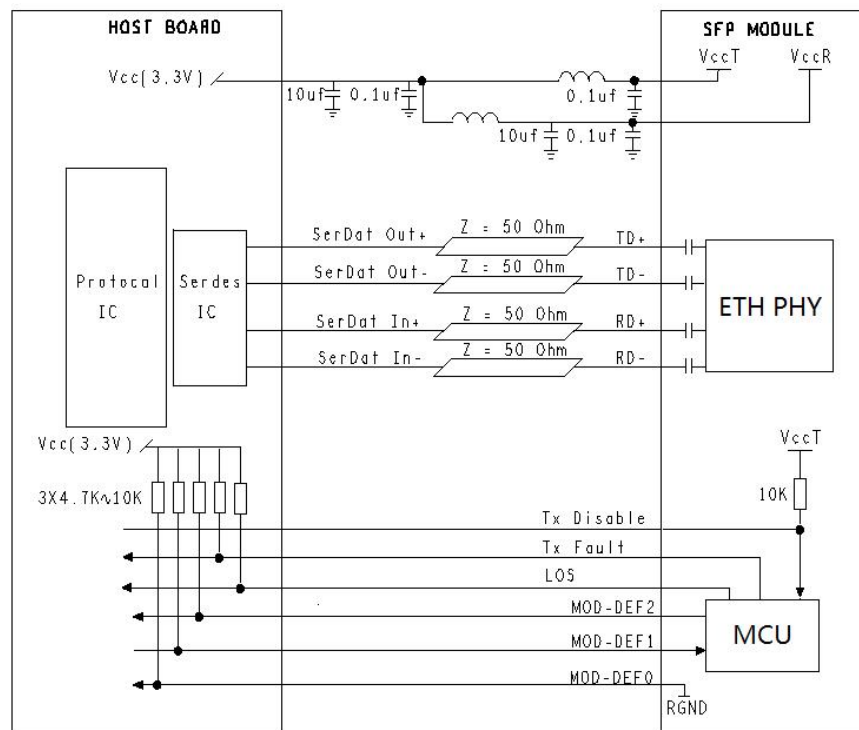 HOST BOARD
SFP MODULE
VccT
VccR
Vcc(3.3V)
10uf
0.1uf
0.1uf
10uf
0.1uf
Protocal
IC
Serdes
IC
SerDat Out+
Z = 50 Ohm
TD+
SerDat Out-
Z = 50 Ohm
TD-
SerDat In+
Z = 50 Ohm
RD+
SerDat In-
Z = 50 Ohm
RD-
ETH PHY
Vcc(3.3V)
VccT
3X4.7K∿10K
10K
Tx Disable
Tx Fault
LOS
MOD-DEF2
MOD-DEF1
MOD-DEF0
MCU
RGND